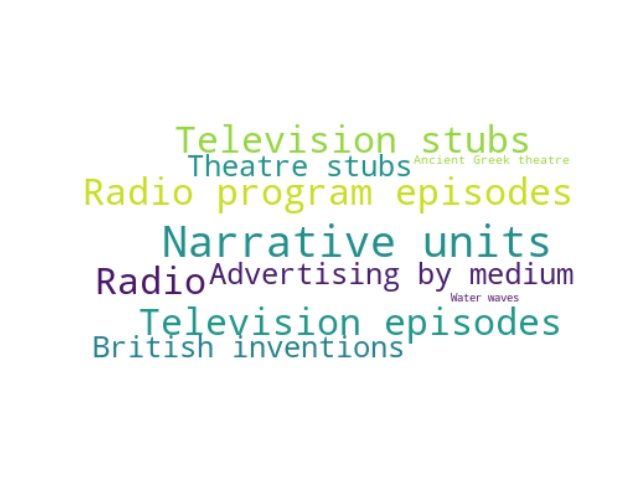 Television stubs
Theatre stubs
Ancient Greek theatre
Radio program episodes
Narrative units
Radio
Advertising by medium
Water waves
Television episodes
British inventions